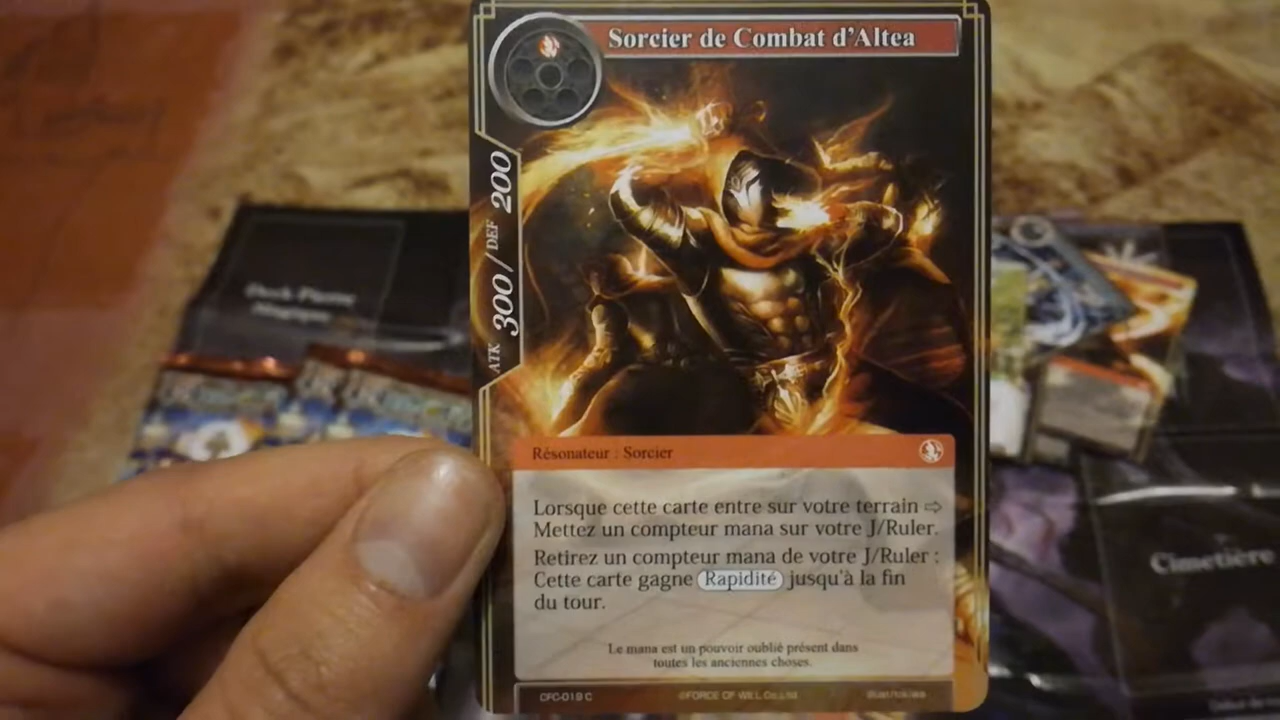 Sorcier de Combat d'Altea
ATK 300 / DEF 200
Résonateur : Sorcier
Lorsque cette carte entre sur votre terrain ⇨
Mettez un compteur mana sur votre J/Ruler.
Retirez un compteur mana de votre J/Ruler :
Cette carte gagne Rapidité jusqu'à la fin
du tour.
Le mana est un pouvoir oublié présent dans
toutes les anciennes choses.
CFC-019 C ©FORCE OF WILL Co.,Ltd.
Deck Pierre
Magique
Cimetière